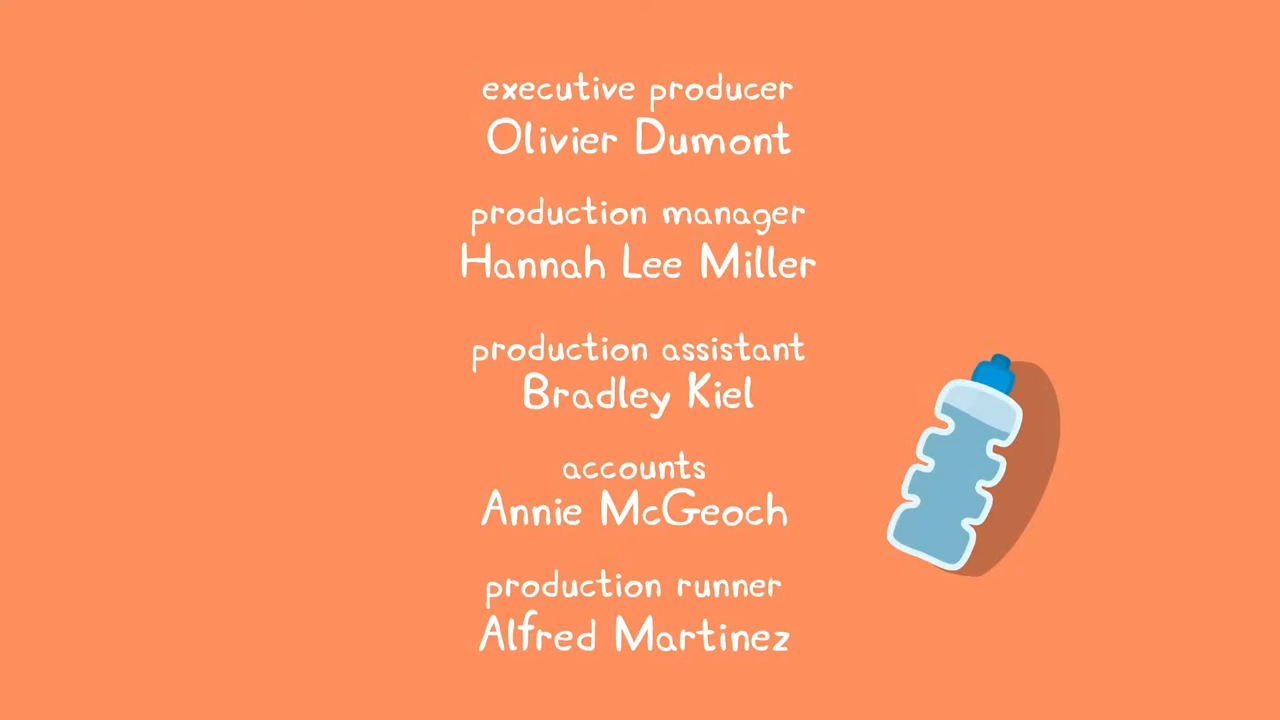 executive producer
Olivier Dumont
production manager
Hannah Lee Miller
production assistant
Bradley Kiel
accounts
Annie McGeoch
production runner
Alfred Martinez